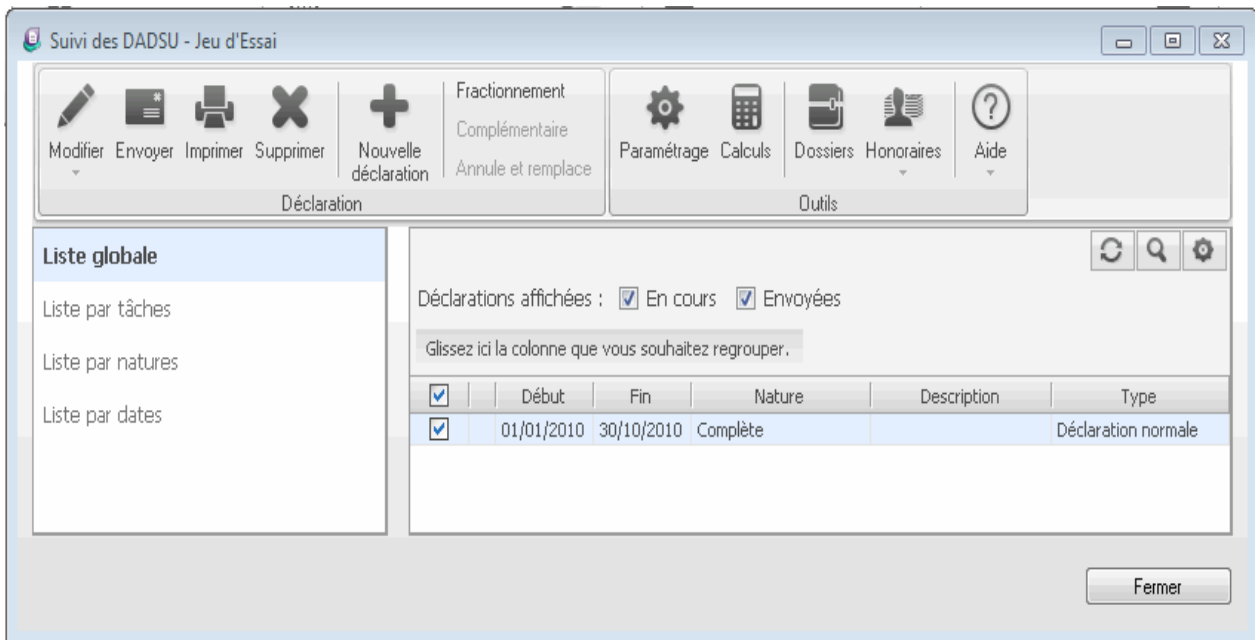 Suivi des DADSU - Jeu d'Essai
Modifier Envoyer Imprimer Supprimer Nouvelle déclaration
Fractionnement
Complémentaire
Annule et remplace
Déclaration
Paramétrage Calculs Dossiers Honoraires Aide
Outils
Liste globale
Liste par tâches
Liste par natures
Liste par dates
Déclarations affichées : En cours Envoyées
Glissez ici la colonne que vous souhaitez regrouper.
Début Fin Nature Description Type
01/01/2010 30/10/2010 Complète Déclaration normale
Fermer